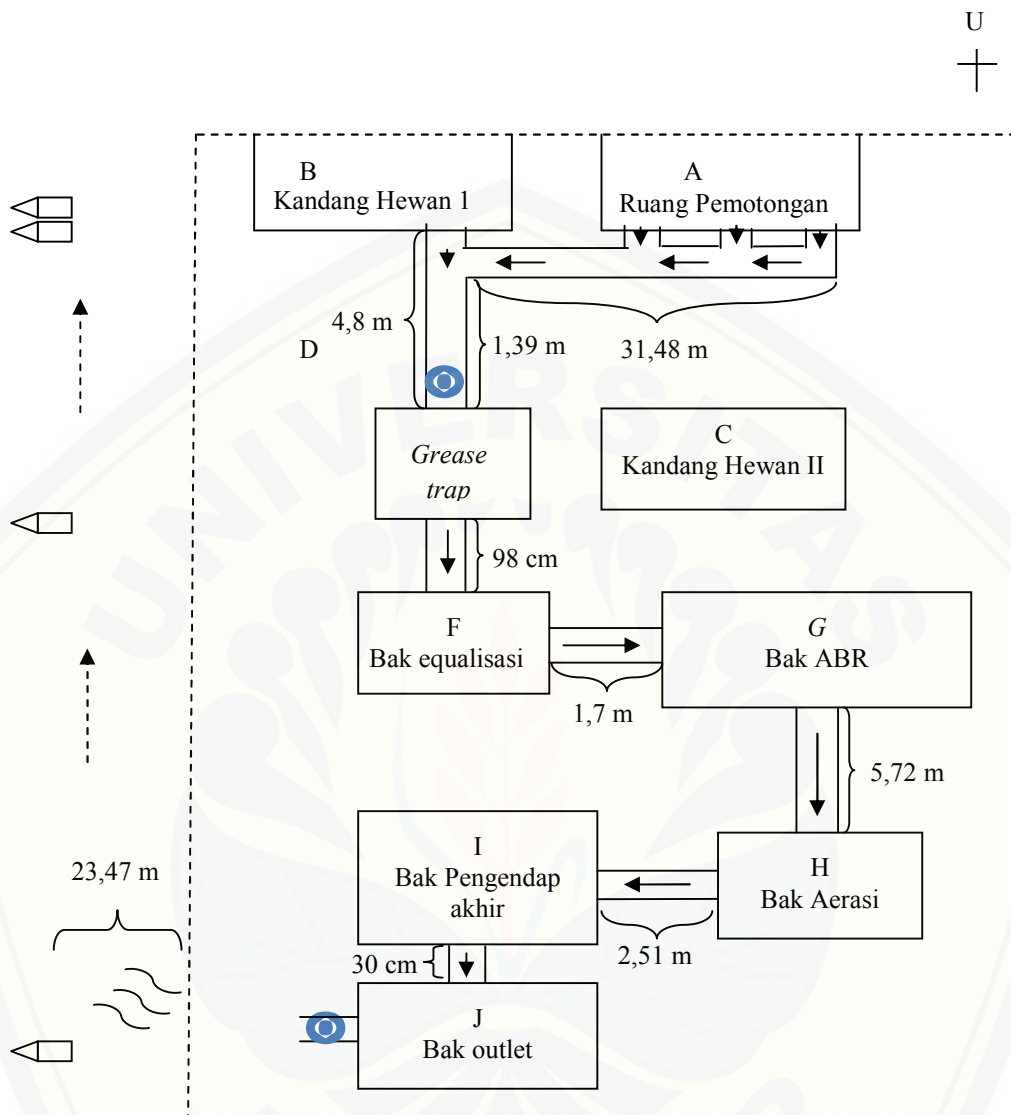 U
B
Kandang Hewan 1
A
Ruang Pemotongan
4,8 m
D
1,39 m
31,48 m
Grease
trap
C
Kandang Hewan II
98 cm
F
Bak equalisasi
G
Bak ABR
1,7 m
5,72 m
I
Bak Pengendap
akhir
H
Bak Aerasi
23,47 m
2,51 m
30 cm
J
Bak outlet
UNIVERSITAS